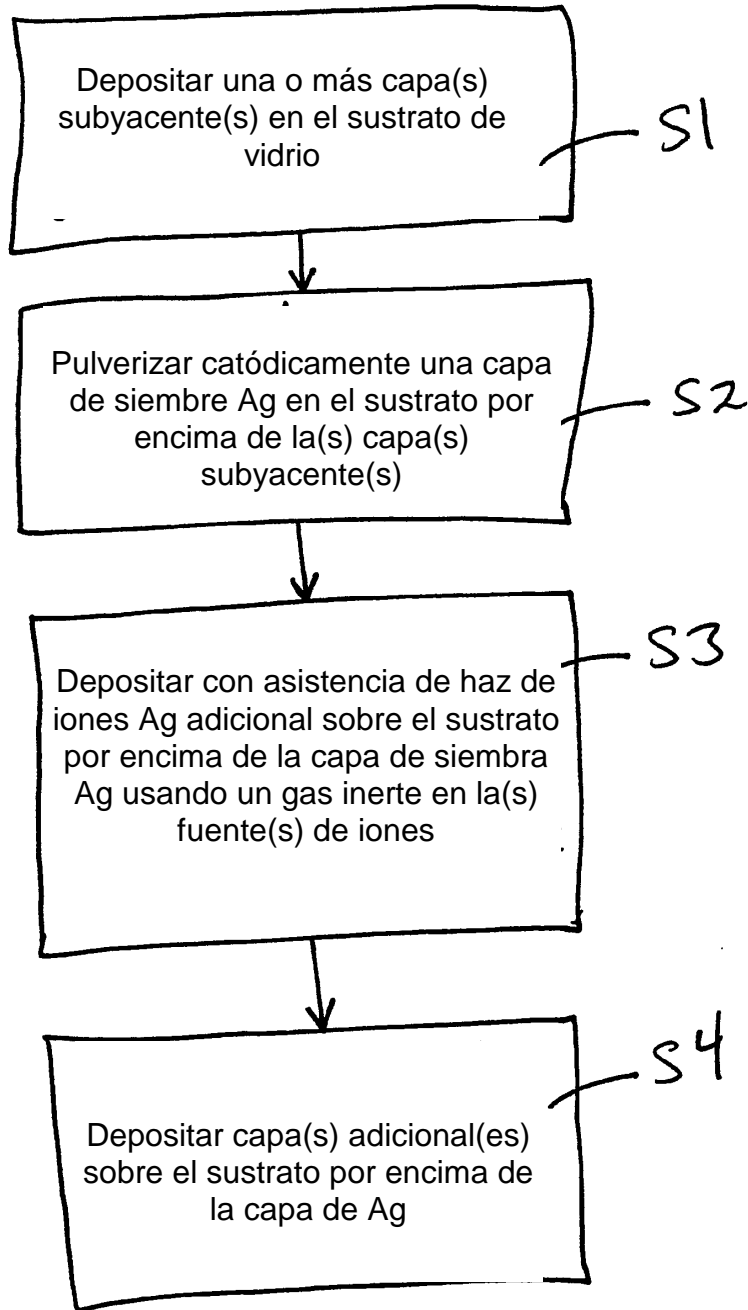 Depositar una o más capa(s)
subyacente(s) en el sustrato de
vidrio
S1
Pulverizar catódicamente una capa
de siembre Ag en el sustrato por
encima de la(s) capa(s)
subyacente(s)
S2
Depositar con asistencia de haz de
iones Ag adicional sobre el sustrato
por encima de la capa de siembra
Ag usando un gas inerte en la(s)
fuente(s) de iones
S3
Depositar capa(s) adicional(es)
sobre el sustrato por encima de
la capa de Ag
S4